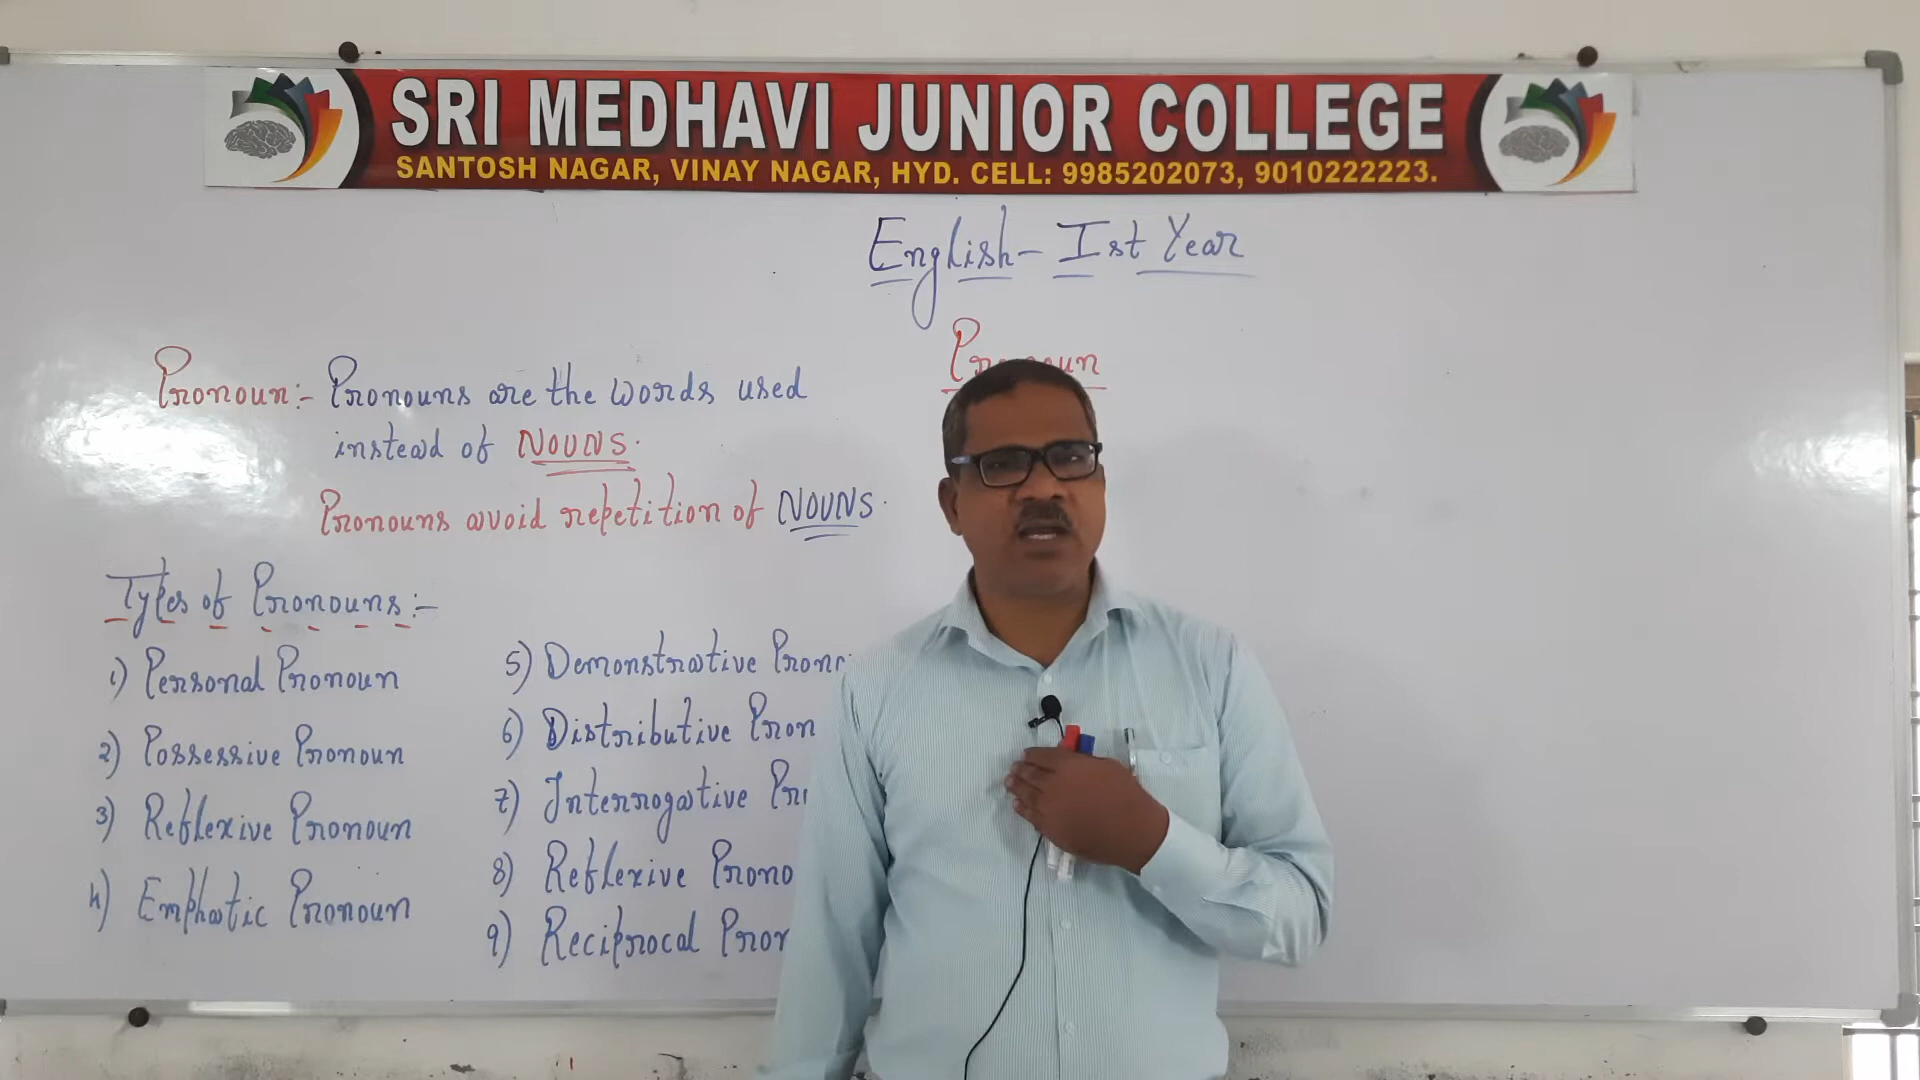 SRI MEDHAVI JUNIOR COLLEGE
SANTOSH NAGAR, VINAY NAGAR, HYD. CELL: 9985202073, 9010222223.
English- Ist Year
Pronoun:- Pronouns are the words used
instead of NOUNS.
Pronouns avoid repetition of NOUNS.
Types of Pronouns:-
1) Personal Pronoun
2) Possessive Pronoun
3) Reflexive Pronoun
4) Emphatic Pronoun
5) Demonstrative
6) Distributive
7) Interrogative
8) Reflexive
9) Reciprocal